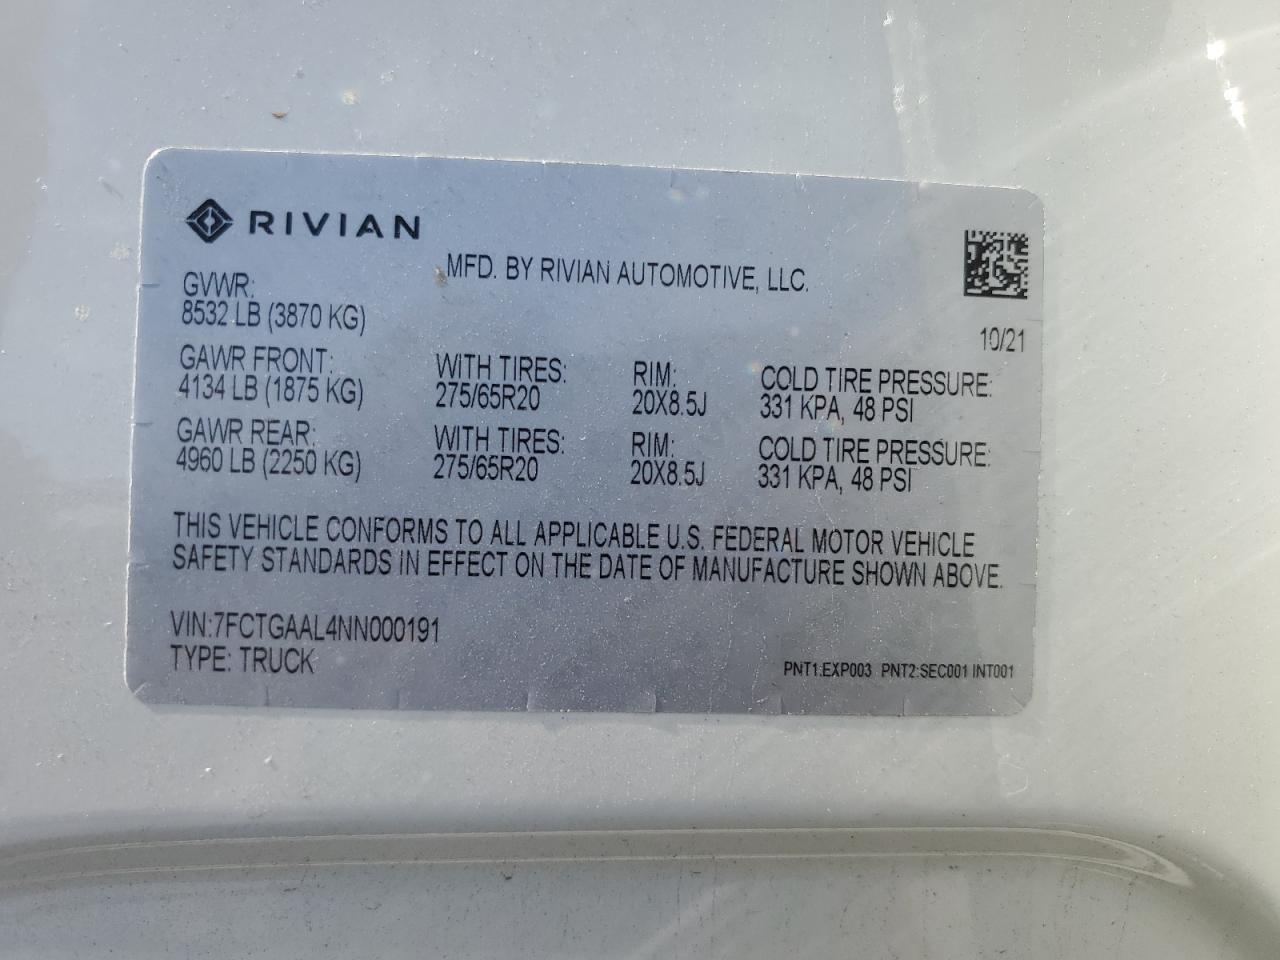 RIVIAN
MFD. BY RIVIAN AUTOMOTIVE, LLC.
GVWR:
8532 LB (3870 KG)
10/21
GAWR FRONT: WITH TIRES: RIM: COLD TIRE PRESSURE:
4134 LB (1875 KG) 275/65R20 20X8.5J 331 KPA, 48 PSI
GAWR REAR: WITH TIRES: RIM: COLD TIRE PRESSURE:
4960 LB (2250 KG) 275/65R20 20X8.5J 331 KPA, 48 PSI
THIS VEHICLE CONFORMS TO ALL APPLICABLE U.S. FEDERAL MOTOR VEHICLE
SAFETY STANDARDS IN EFFECT ON THE DATE OF MANUFACTURE SHOWN ABOVE.
VIN:7FCTGAAL4NN000191
TYPE: TRUCK
PNT1:EXP003 PNT2:SEC001 INT001